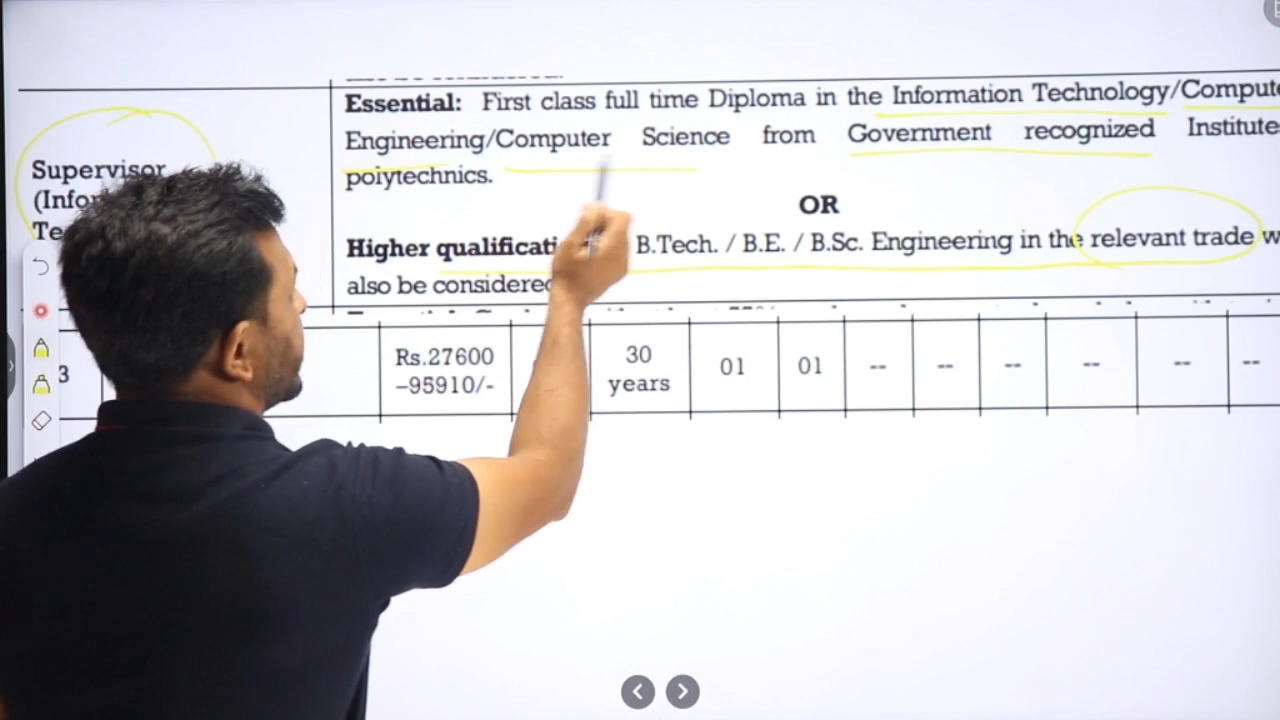 Essential: First class full time Diploma in the Information Technology/Compute
Engineering/Computer Science from Government recognized Institute
polytechnics.
Supervisor
(Infor
Te
OR
Higher qualificati B.Tech. / B.E. / B.Sc. Engineering in the relevant trade w
also be considered
3
Rs.27600
–95910/-
30
years
01
01
--
--
--
--
--
--